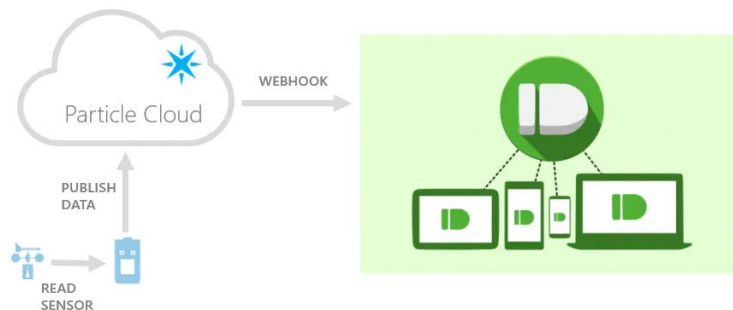 Particle Cloud
WEBHOOK
PUBLISH
DATA
READ
SENSOR